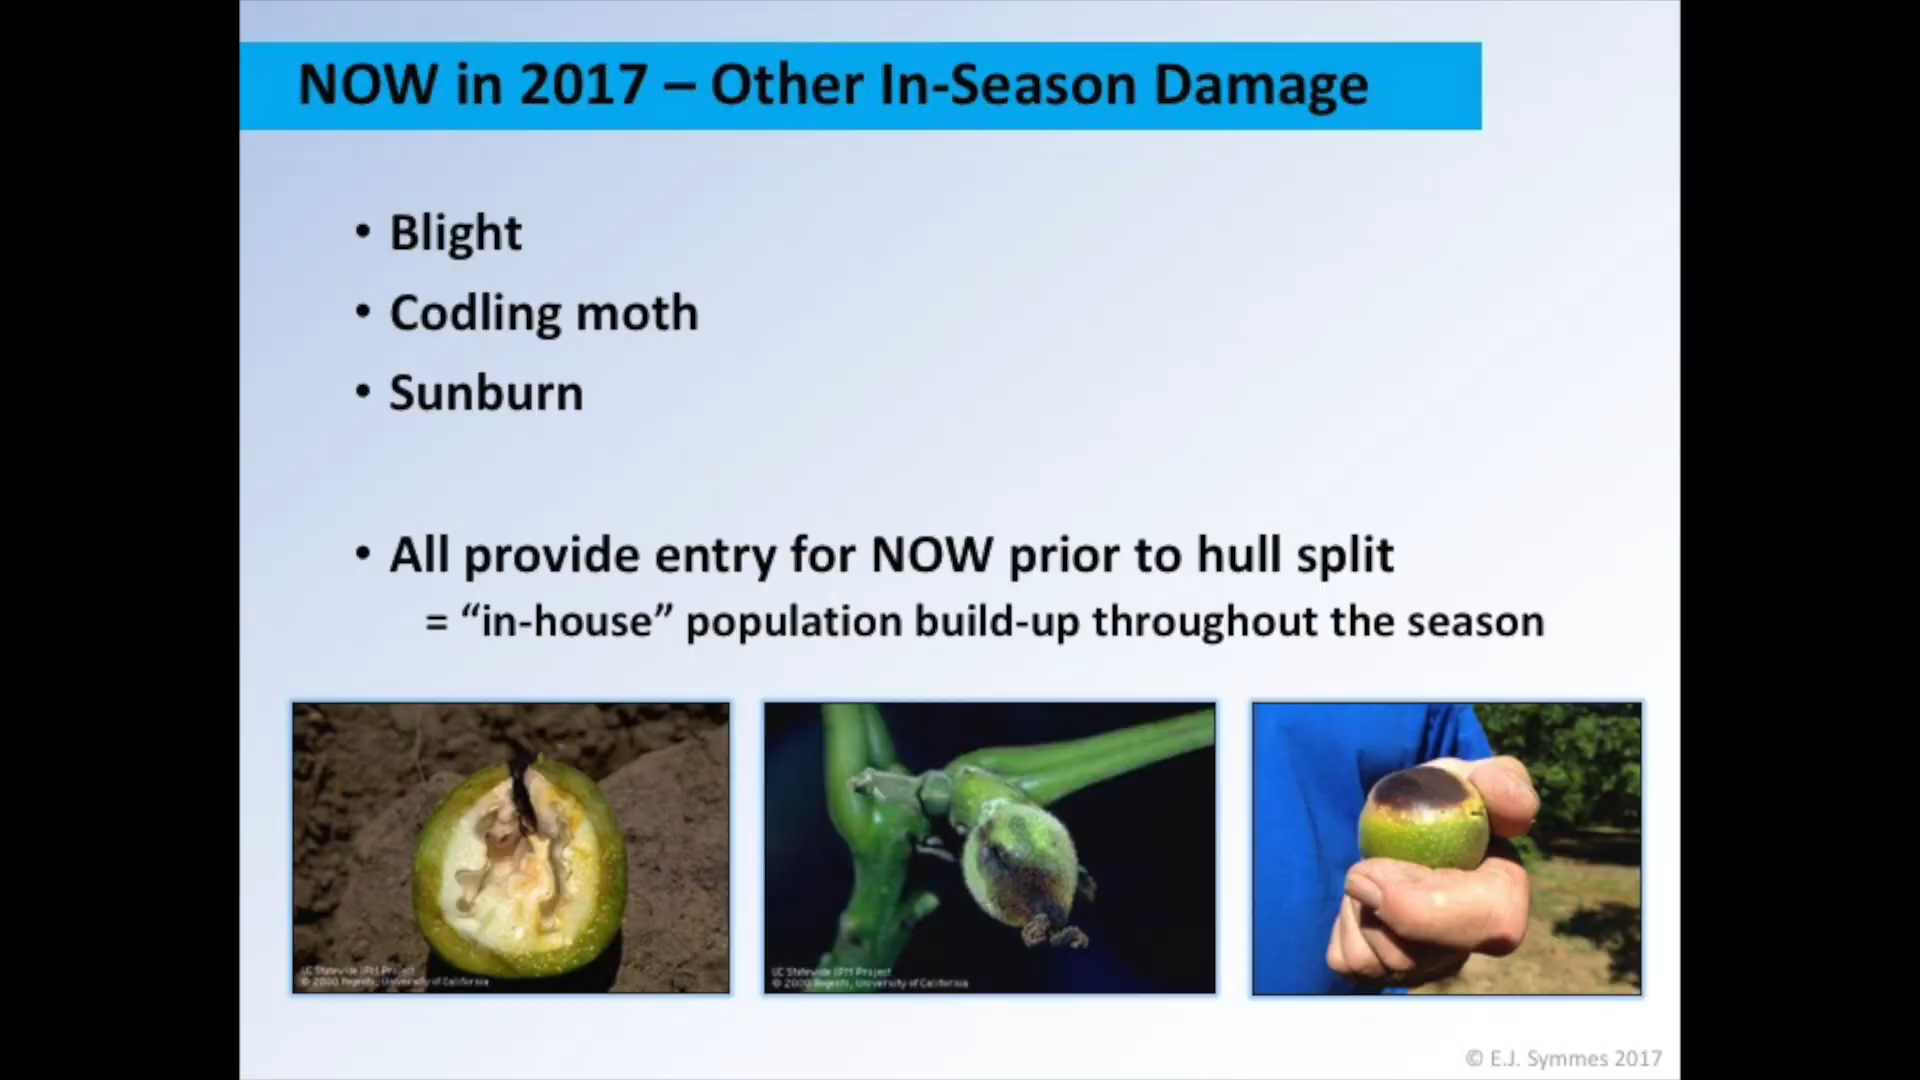 NOW in 2017 – Other In-Season Damage
• Blight
• Codling moth
• Sunburn
• All provide entry for NOW prior to hull split
= “in-house” population build-up throughout the season
UC Statewide IPM Project
© 2000 Regents, University of California
UC Statewide IPM Project
© 2000 Regents, University of California
© E.J. Symmes 2017